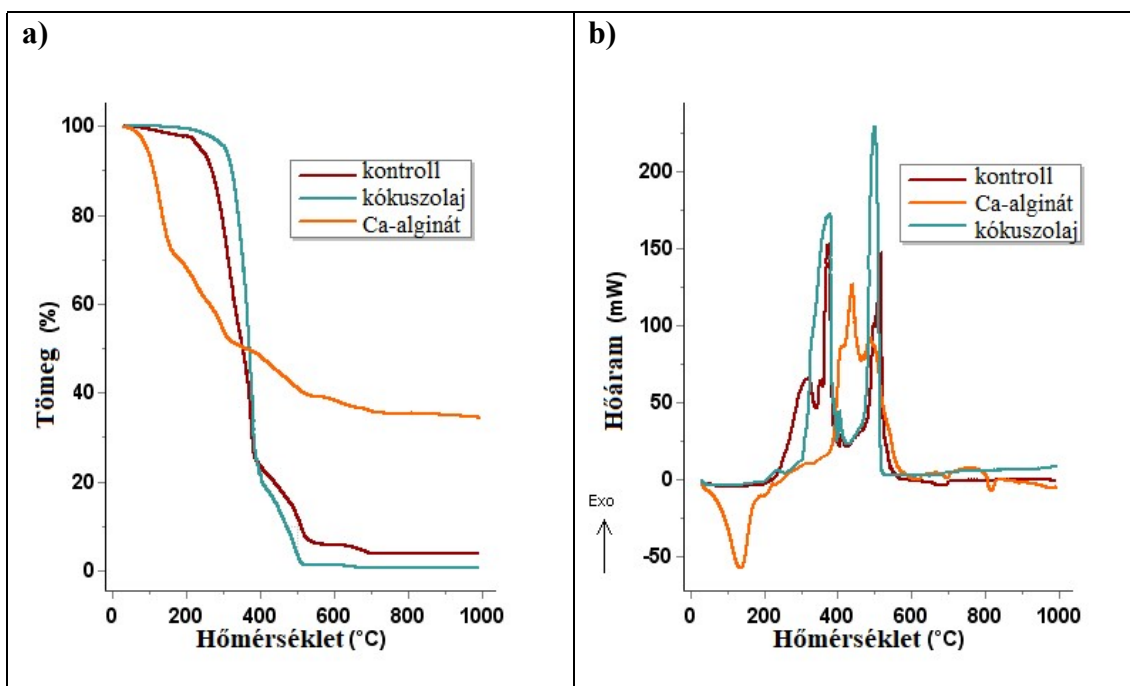 a)
100
80
60
40
20
0
Tömeg (%)
kontroll
kókuszolaj
Ca-alginát
0 200 400 600 800 1000
Hőmérséklet (°C)
b)
200
150
100
50
0
-50
Hőáram (mW)
Exo
kontroll
Ca-alginát
kókuszolaj
0 200 400 600 800 1000
Hőmérséklet (°C)